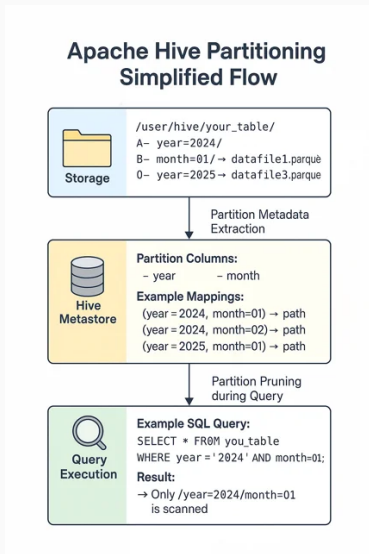 Apache Hive Partitioning
Simplified Flow
Storage
/user/hive/your_table/
A– year=2024/
B– month=01/→ datafile1.parquè
O– year=2025→ datafile3.parque
Partition Metadata
Extraction
Hive
Metastore
Partition Columns:
– year – month
Example Mappings:
(year = 2024, month=01) → path
(year = 2024, month=02) → path
(year = 2025, month=01) → path
Partition Pruning
during Query
Query
Execution
Example SQL Query:
SELECT * FROM you_table
WHERE year ='2024' AND month=01;
Result:
→ Only /year=2024/month=01
is scanned